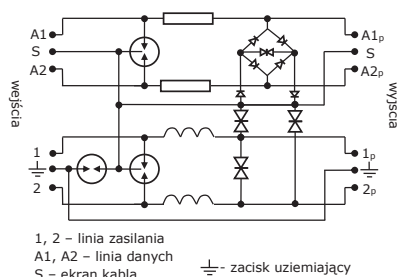 A1
S
A2
wejścia
1
2
A1p
S
A2p
wyjścia
1p
2p
1, 2 – linia zasilania
A1, A2 – linia danych
S – ekran kabla
- zacisk uziemiający